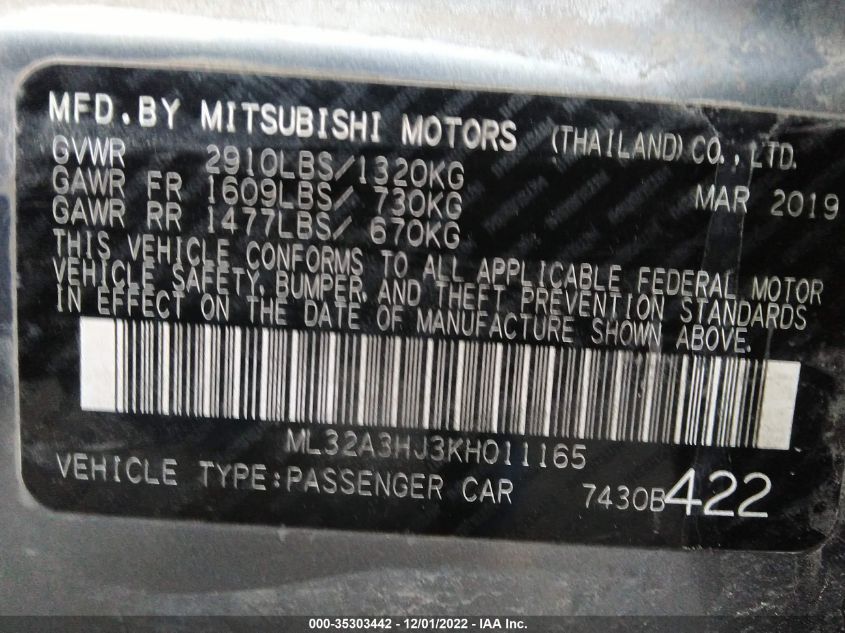 MFD.BY MITSUBISHI MOTORS (THAILAND) CO.,LTD.
GVWR 2910LBS/1320KG MAR 2019
GAWR FR 1609LBS/ 730KG
GAWR RR 1477LBS/ 670KG
THIS VEHICLE CONFORMS TO ALL APPLICABLE FEDERAL MOTOR
VEHICLE SAFETY, BUMPER, AND THEFT PREVENTION STANDARDS
IN EFFECT ON THE DATE OF MANUFACTURE SHOWN ABOVE.
ML32A3HJ3KH011165
VEHICLE TYPE:PASSENGER CAR 7430B422
000-35303442 - 12/01/2022 - IAA Inc.